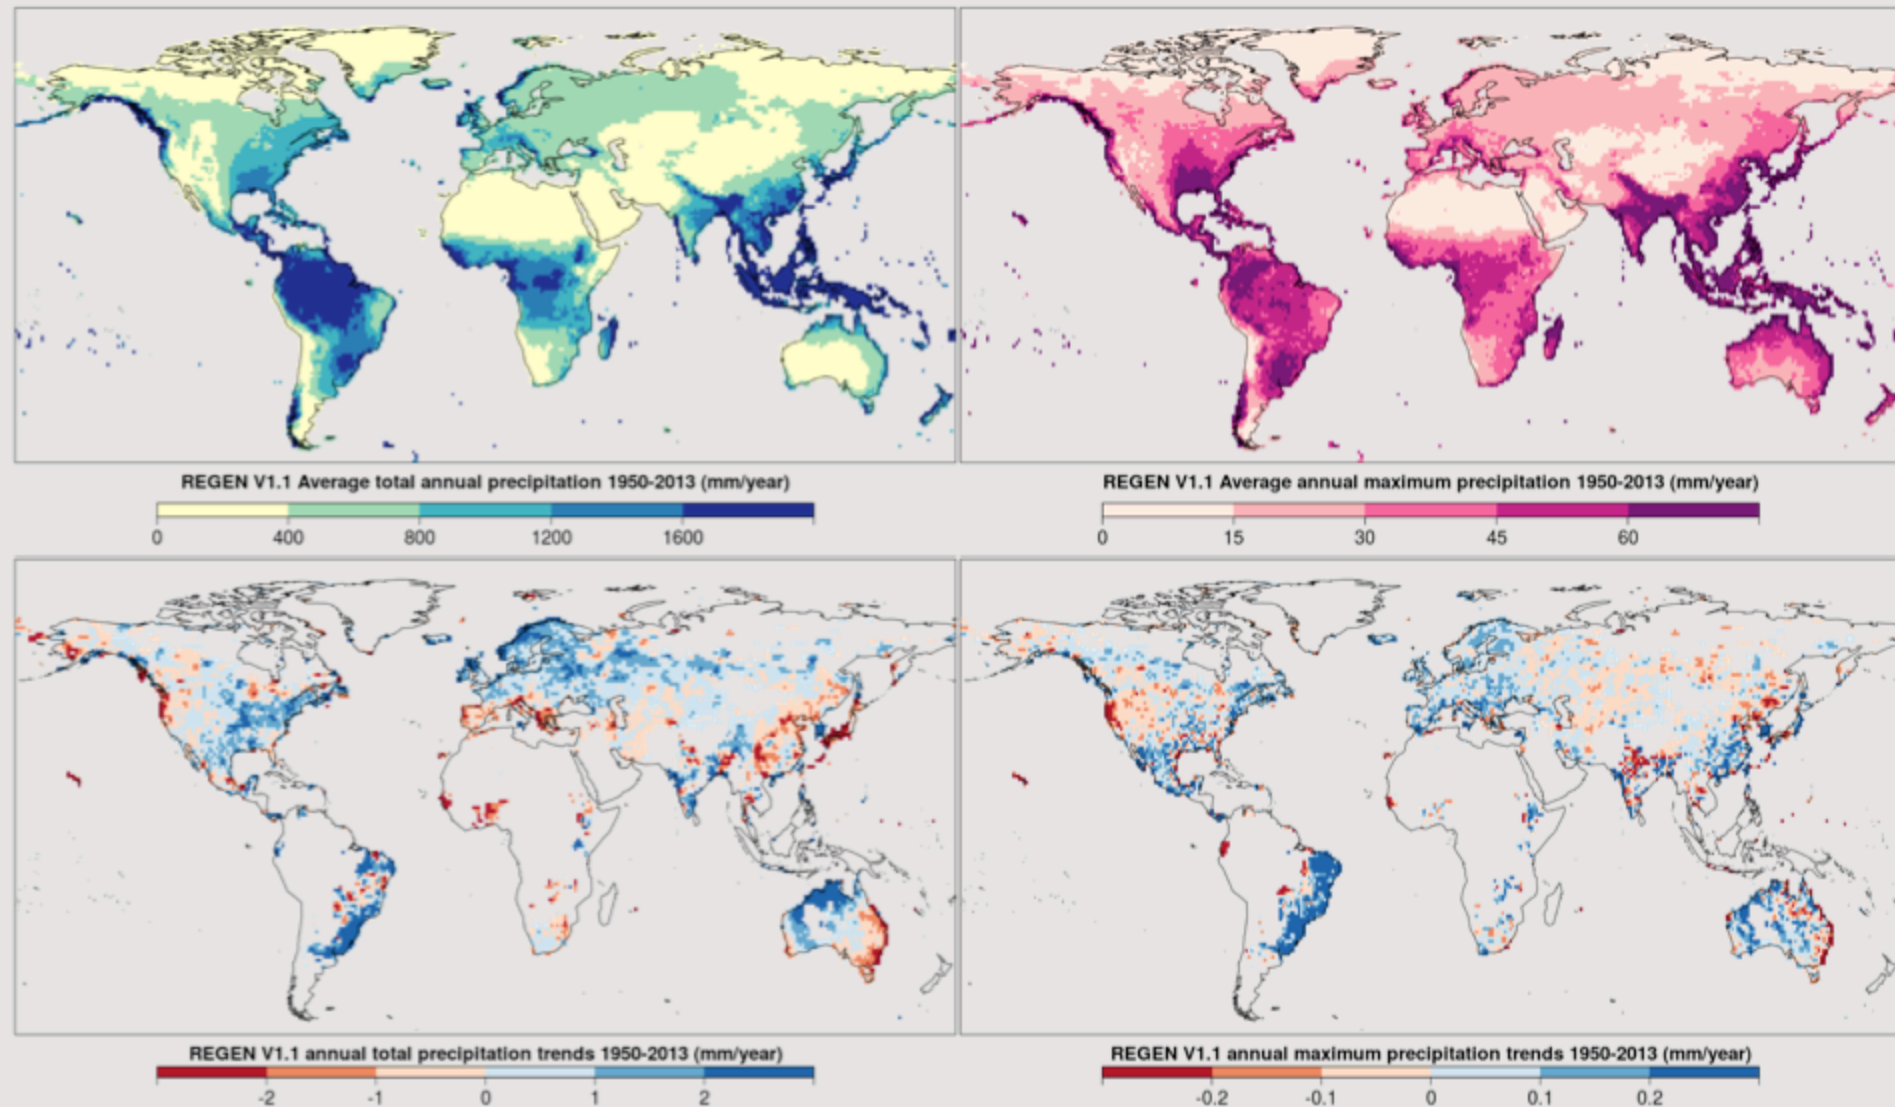 REGEN V1.1 Average total annual precipitation 1950-2013 (mm/year)
0 400 800 1200 1600
REGEN V1.1 Average annual maximum precipitation 1950-2013 (mm/year)
0 15 30 45 60
REGEN V1.1 annual total precipitation trends 1950-2013 (mm/year)
-2 -1 0 1 2
REGEN V1.1 annual maximum precipitation trends 1950-2013 (mm/year)
-0.2 -0.1 0 0.1 0.2